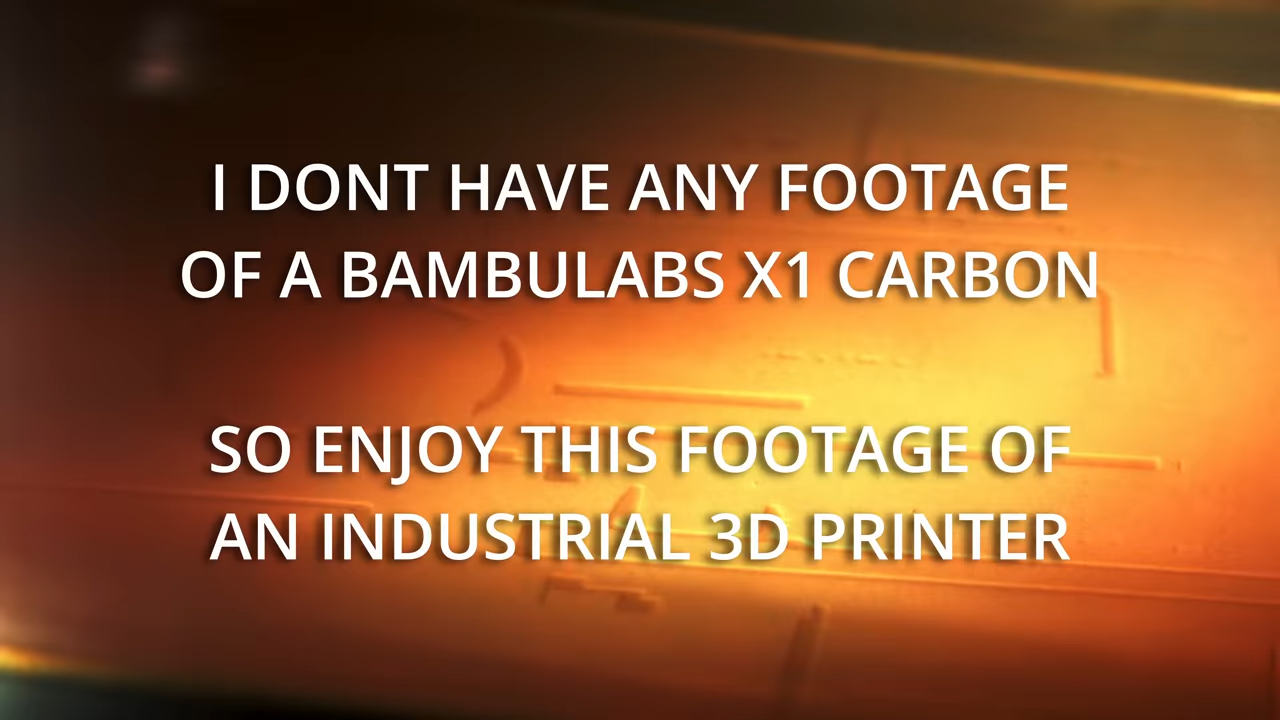 I DONT HAVE ANY FOOTAGE
OF A BAMBULABS X1 CARBON
SO ENJOY THIS FOOTAGE OF
AN INDUSTRIAL 3D PRINTER